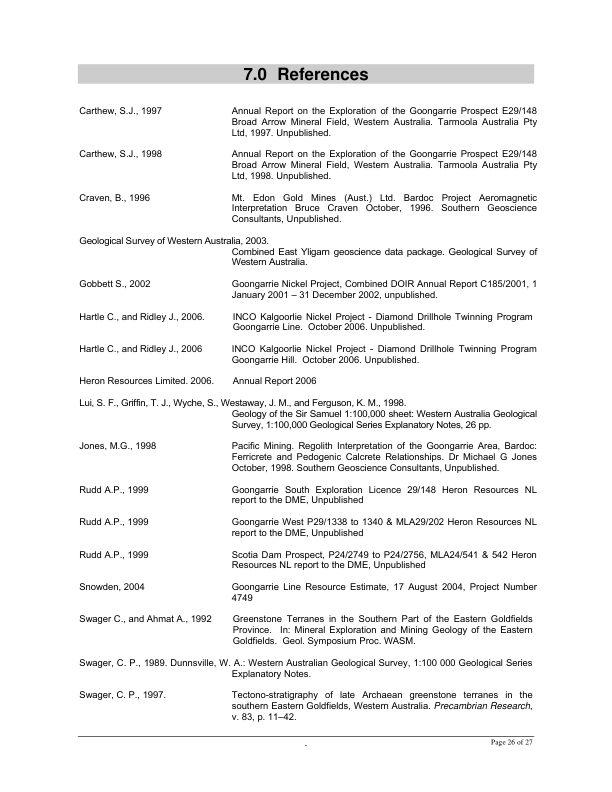 7.0 References
Carthew, S.J., 1997 Annual Report on the Exploration of the Goongarrie Prospect E29/148
Broad Arrow Mineral Field, Western Australia. Tarmoola Australia Pty
Ltd, 1997. Unpublished.
Carthew, S.J., 1998 Annual Report on the Exploration of the Goongarrie Prospect E29/148
Broad Arrow Mineral Field, Western Australia. Tarmoola Australia Pty
Ltd, 1998. Unpublished.
Craven, B., 1996 Mt. Edon Gold Mines (Aust.) Ltd. Bardoc Project Aeromagnetic
Interpretation Bruce Craven October, 1996. Southern Geoscience
Consultants, Unpublished.
Geological Survey of Western Australia, 2003.
Combined East Yligarn geoscience data package. Geological Survey of
Western Australia.
Gobbett S., 2002 Goongarrie Nickel Project, Combined DOIR Annual Report C185/2001, 1
January 2001 – 31 December 2002, unpublished.
Hartle C., and Ridley J., 2006. INCO Kalgoorlie Nickel Project - Diamond Drillhole Twinning Program
Goongarrie Line. October 2006. Unpublished.
Hartle C., and Ridley J., 2006 INCO Kalgoorlie Nickel Project - Diamond Drillhole Twinning Program
Goongarrie Hill. October 2006. Unpublished.
Heron Resources Limited. 2006. Annual Report 2006
Lui, S. F., Griffin, T. J., Wyche, S., Westaway, J. M., and Ferguson, K. M., 1998.
Geology of the Sir Samuel 1:100,000 sheet: Western Australia Geological
Survey, 1:100,000 Geological Series Explanatory Notes, 26 pp.
Jones, M.G., 1998 Pacific Mining. Regolith Interpretation of the Goongarrie Area, Bardoc:
Ferricrete and Pedogenic Calcrete Relationships. Dr Michael G Jones
October, 1998. Southern Geoscience Consultants, Unpublished.
Rudd A.P., 1999 Goongarrie South Exploration Licence 29/148 Heron Resources NL
report to the DME, Unpublished
Rudd A.P., 1999 Goongarrie West P29/1338 to 1340 & MLA29/202 Heron Resources NL
report to the DME, Unpublished
Rudd A.P., 1999 Scotia Dam Prospect, P24/2749 to P24/2756, MLA24/541 & 542 Heron
Resources NL report to the DME, Unpublished
Snowden, 2004 Goongarrie Line Resource Estimate, 17 August 2004, Project Number
4749
Swager C., and Ahmat A., 1992 Greenstone Terranes in the Southern Part of the Eastern Goldfields
Province. In: Mineral Exploration and Mining Geology of the Eastern
Goldfields. Geol. Symposium Proc. WASM.
Swager, C. P., 1989. Dunnsville, W. A.: Western Australian Geological Survey, 1:100 000 Geological Series
Explanatory Notes.
Swager, C. P., 1997. Tectono-stratigraphy of late Archaean greenstone terranes in the
southern Eastern Goldfields, Western Australia. Precambrian Research,
v. 83, p. 11–42.
Page 26 of 27